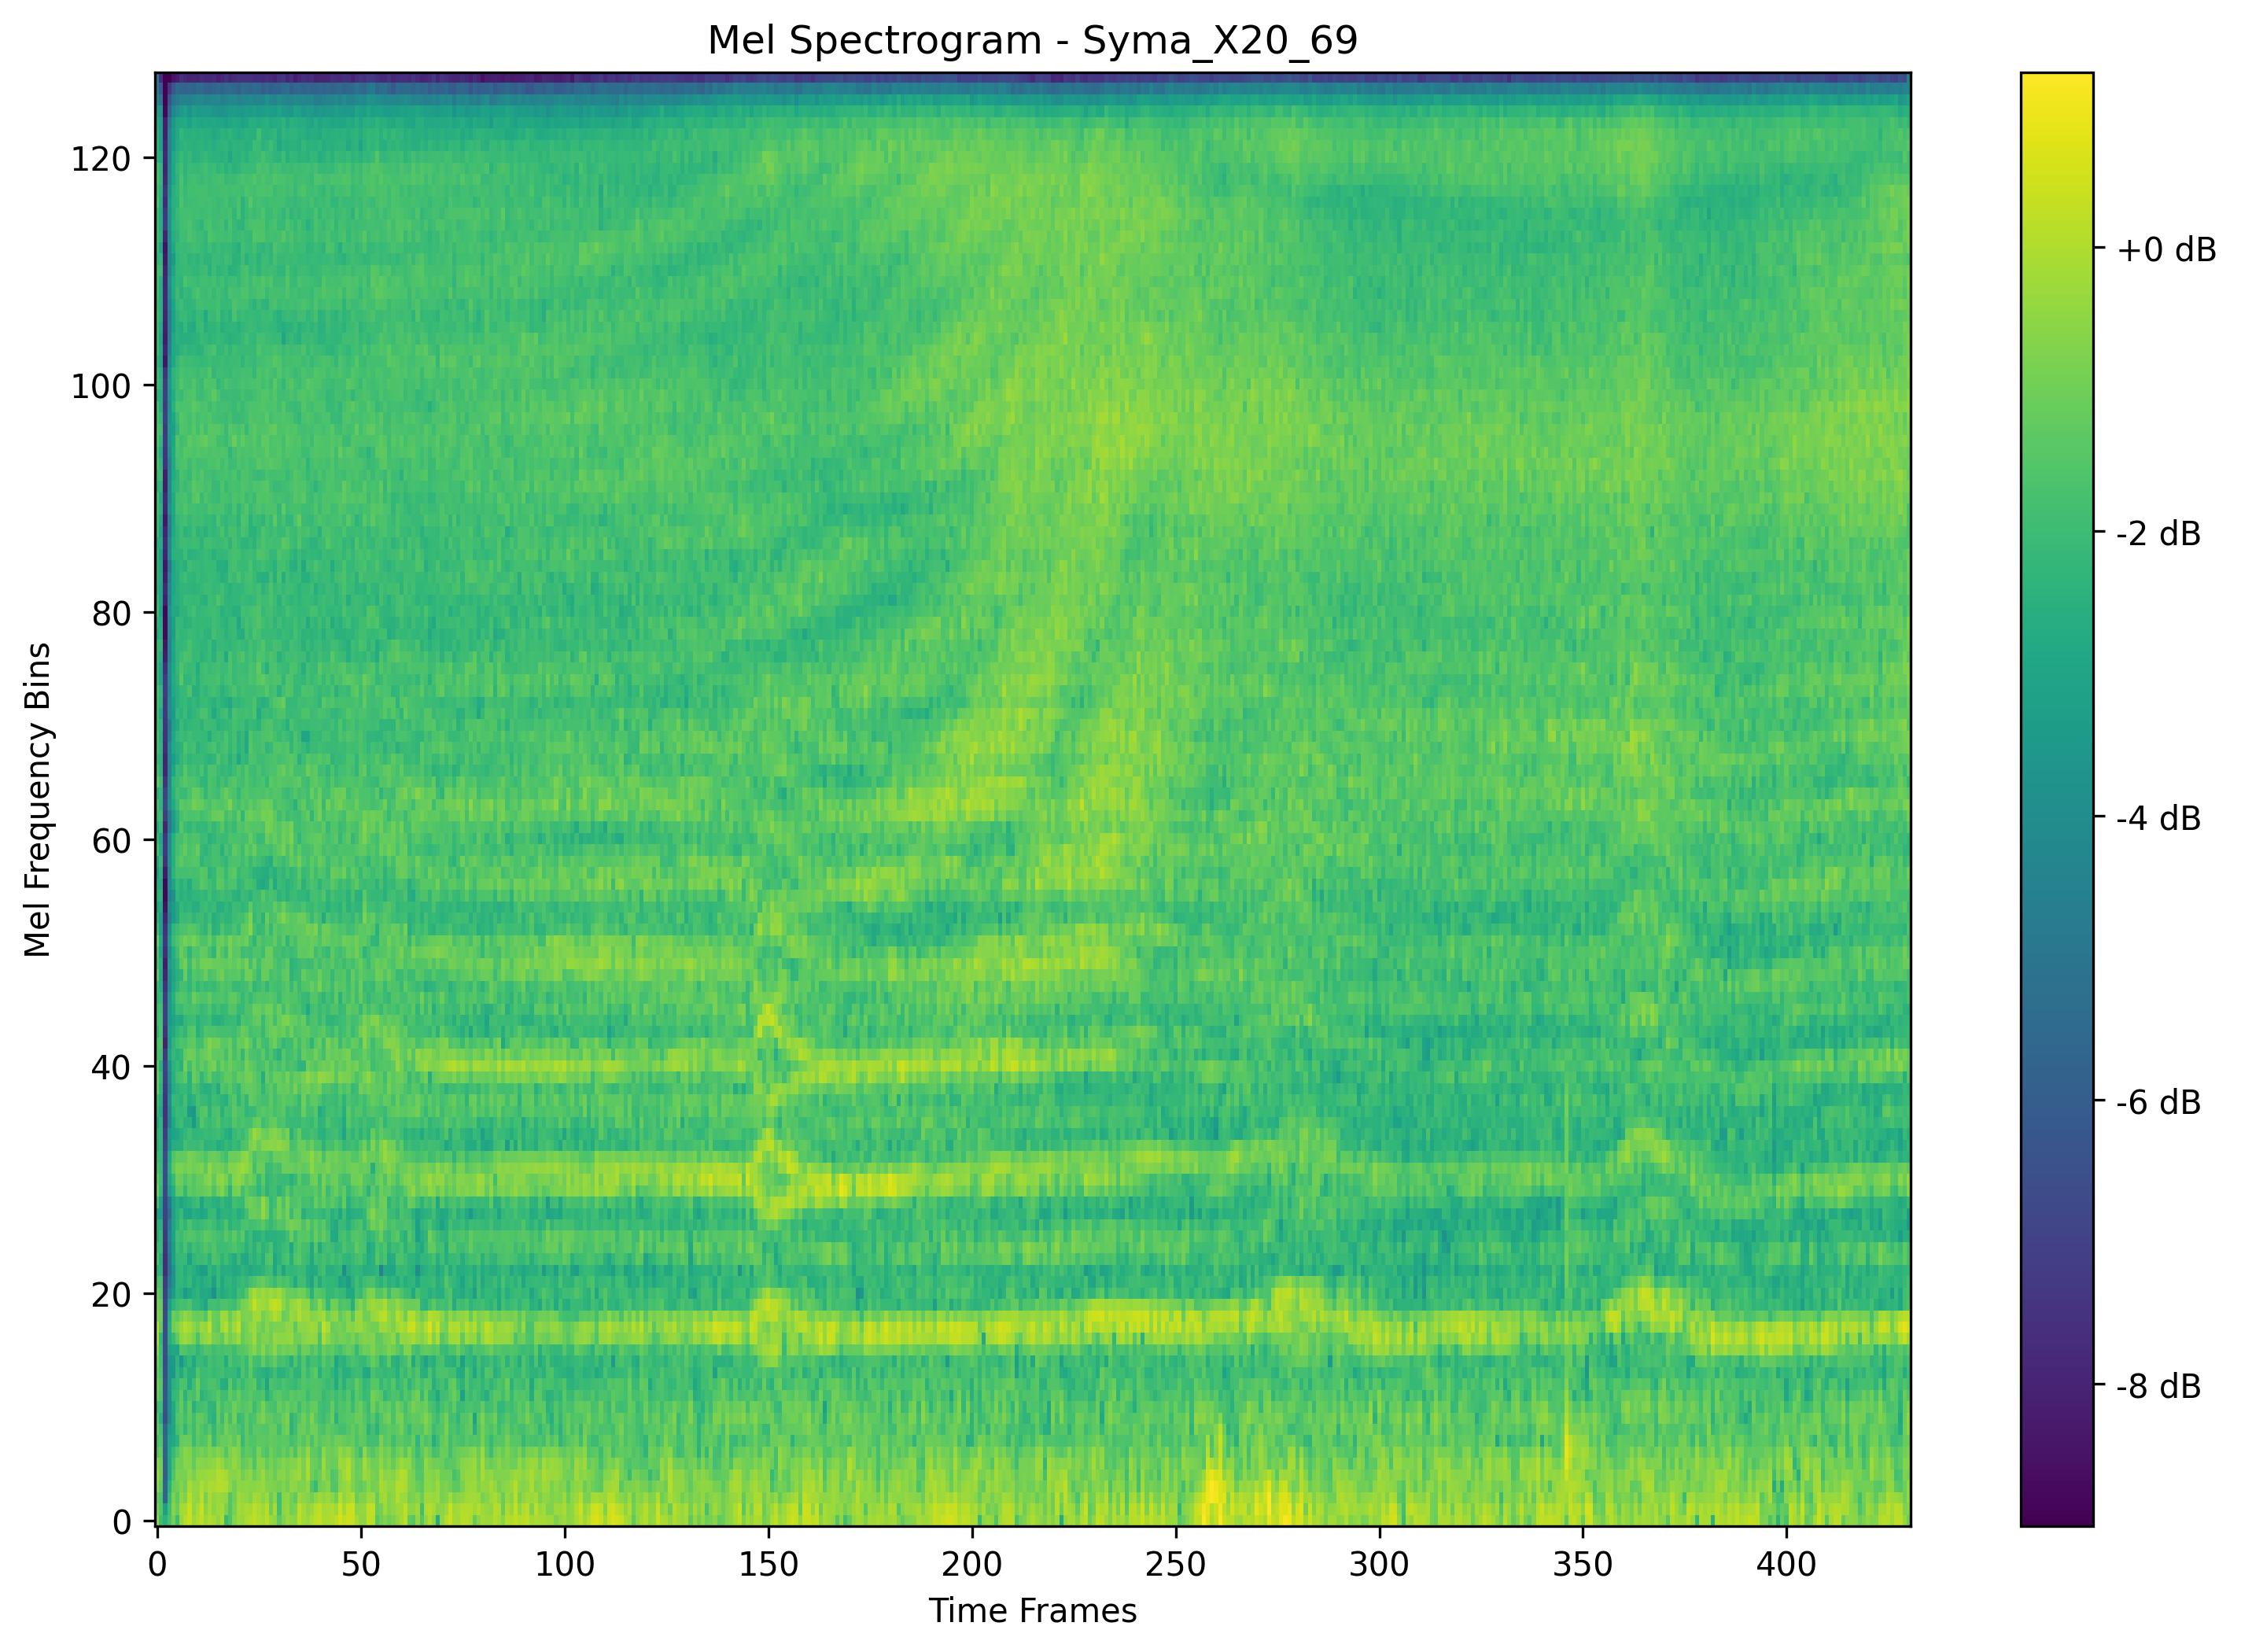 Mel Spectrogram - Syma_X20_69
Mel Frequency Bins
120
100
80
60
40
20
0
0 50 100 150 200 250 300 350 400
Time Frames
+0 dB
-2 dB
-4 dB
-6 dB
-8 dB